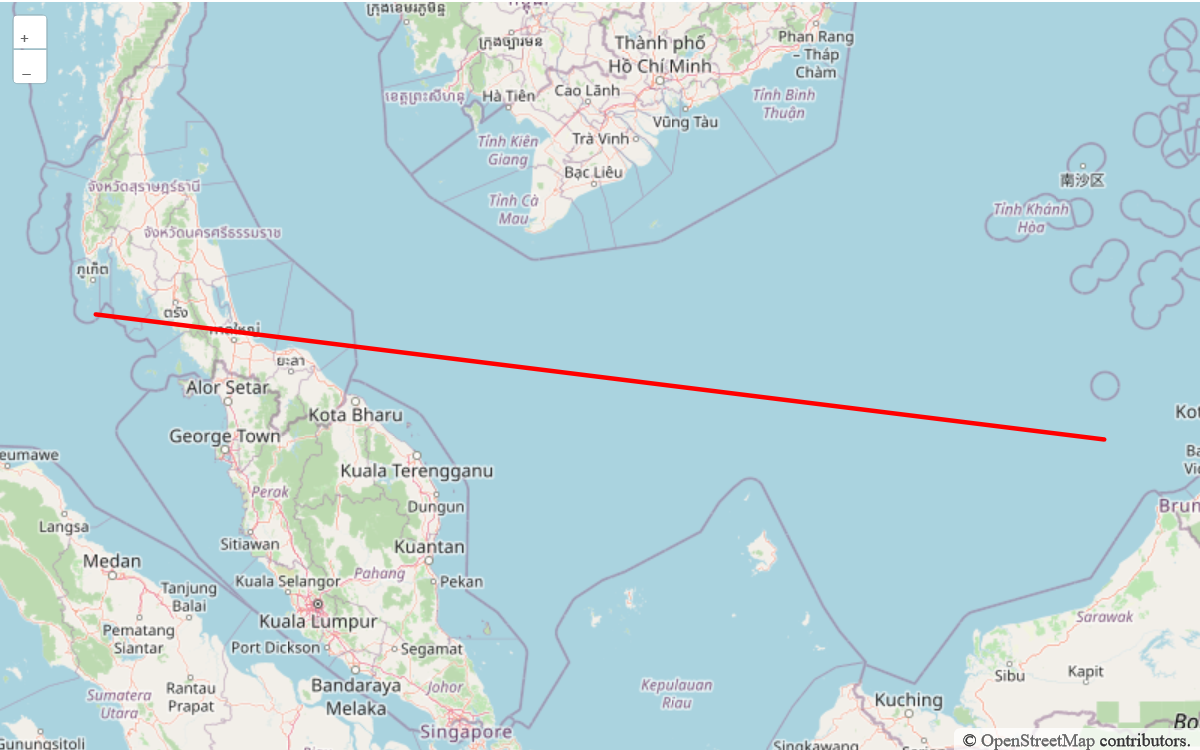 ក្រុងខេមរភូមិន្ទ
Phan Rang
– Tháp
Chàm
+
–
ក្រុងច្បារមន
Thành phố
Hồ Chí Minh
ខេត្តព្រះសីហនុ
Hà Tiên
Cao Lãnh
Tỉnh Bình
Thuận
Vũng Tàu
Tỉnh Kiên
Giang
Trà Vinh
Bạc Liêu
南沙区
จังหวัดสุราษฎร์ธานี
Tỉnh Cà
Mau
Tỉnh Khánh
Hòa
จังหวัดนครศรีธรรมราช
ภูเก็ต
ตรัง
หาดใหญ่
ยะลา
Alor Setar
Kota Bharu
Kot
George Town
eumawe
Kuala Terengganu
Ba
Vic
Perak
Dungun
Brun
Langsa
Sitiawan
Kuantan
Medan
Pahang
Kuala Selangor
Pekan
Tanjung
Balai
Kuala Lumpur
Sarawak
Pematang
Siantar
Port Dickson
Segamat
Sibu
Kapit
Sumatera
Utara
Rantau
Prapat
Bandaraya
Melaka
Johor
Kepulauan
Riau
Kuching
Singapore
Bo
Gunungsitoli
Singkawang
© OpenStreetMap contributors.